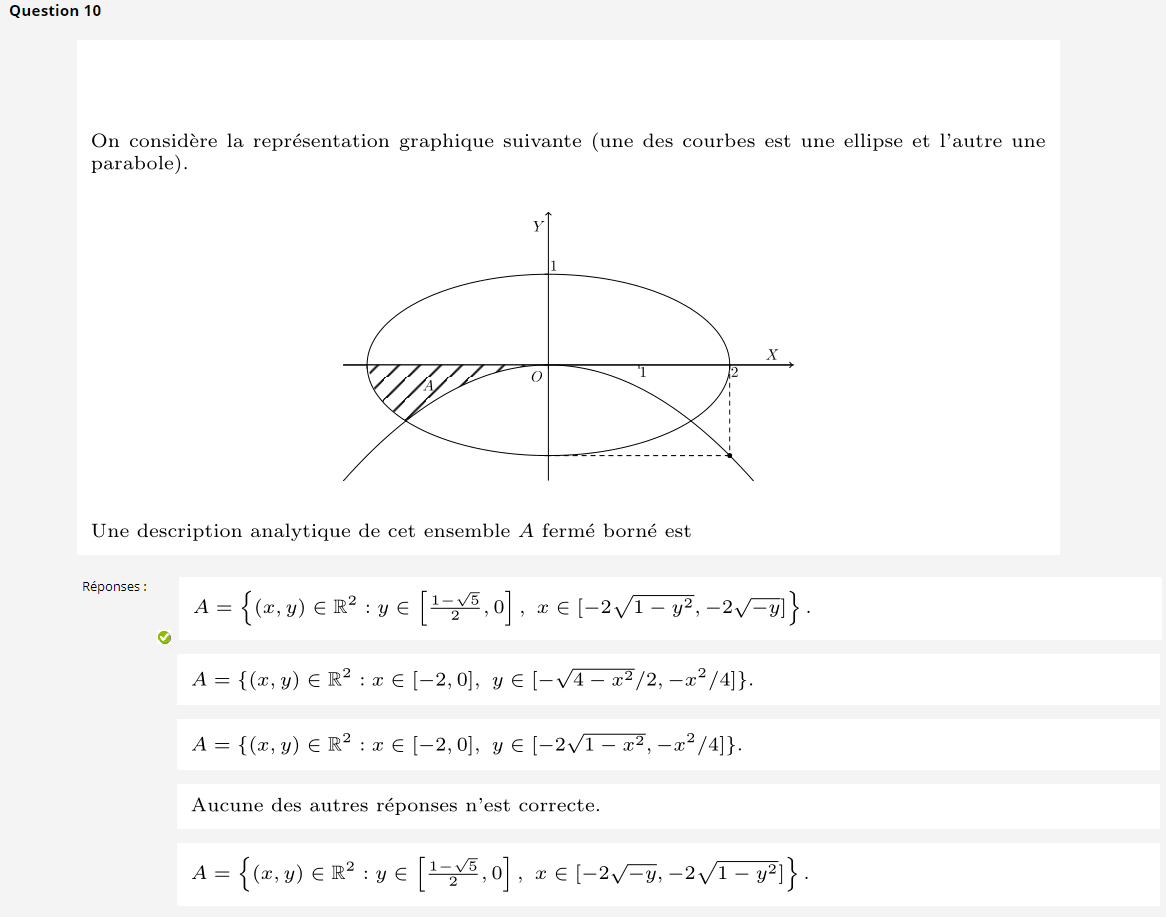 Question 10
On considère la représentation graphique suivante (une des courbes est une ellipse et l'autre une
parabole).
Y
1
X
A
O
1
2
Une description analytique de cet ensemble A fermé borné est
Réponses :
A = {(x, y) ∈ ℝ² : y ∈ [(1−√5)/2, 0], x ∈ [−2√(1 − y²), −2√(−y)]}.
A = {(x, y) ∈ ℝ² : x ∈ [−2, 0], y ∈ [−√(4 − x²)/2, −x²/4]}.
A = {(x, y) ∈ ℝ² : x ∈ [−2, 0], y ∈ [−2√(1 − x²), −x²/4]}.
Aucune des autres réponses n'est correcte.
A = {(x, y) ∈ ℝ² : y ∈ [(1−√5)/2, 0], x ∈ [−2√(−y), −2√(1 − y²)]}.